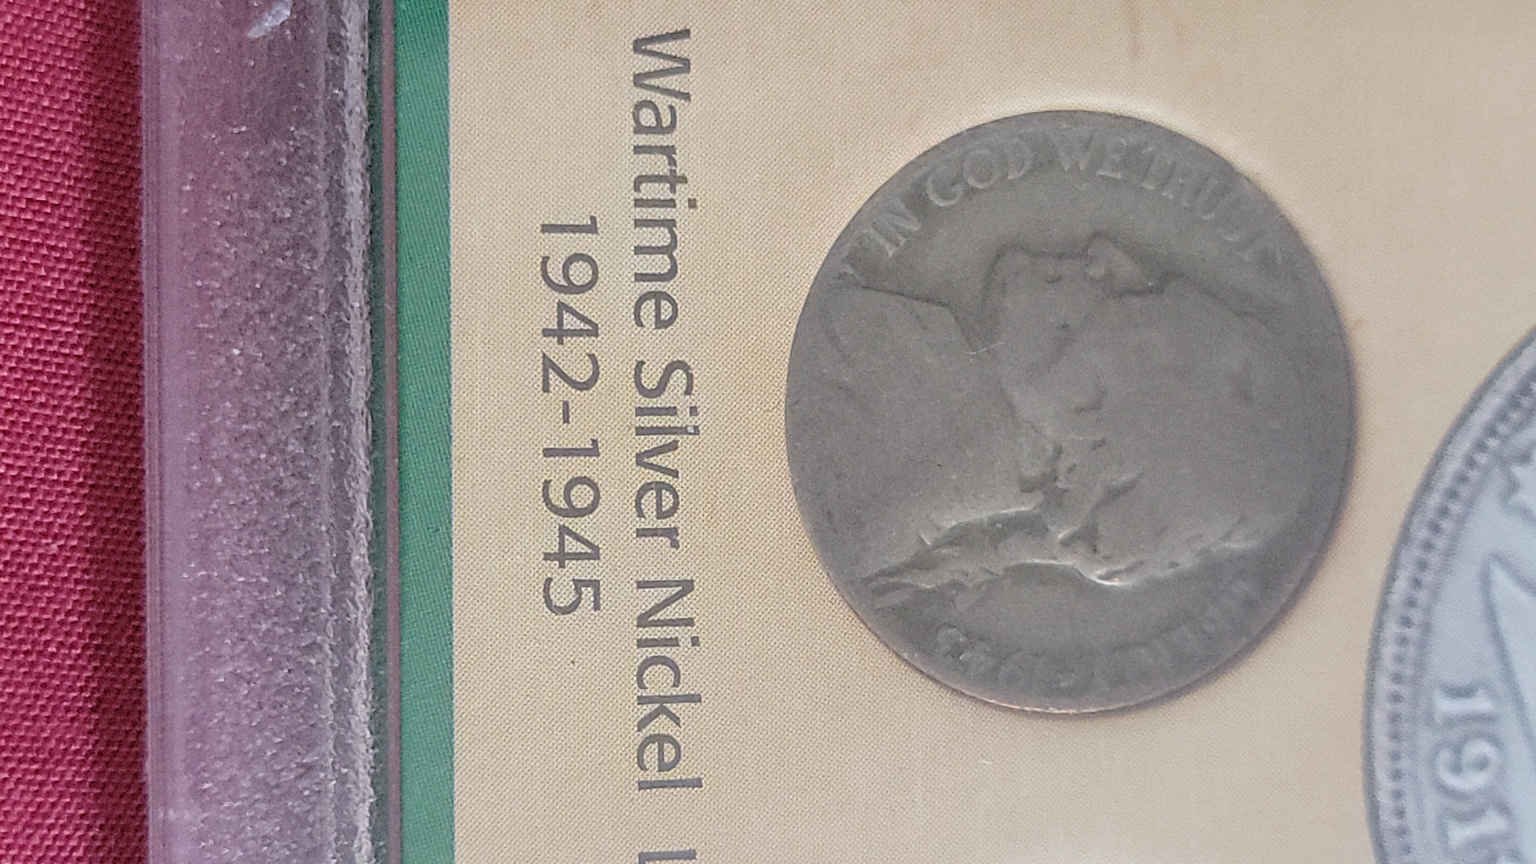 Wartime Silver Nickel
1942-1945
IN GOD WE TRUST